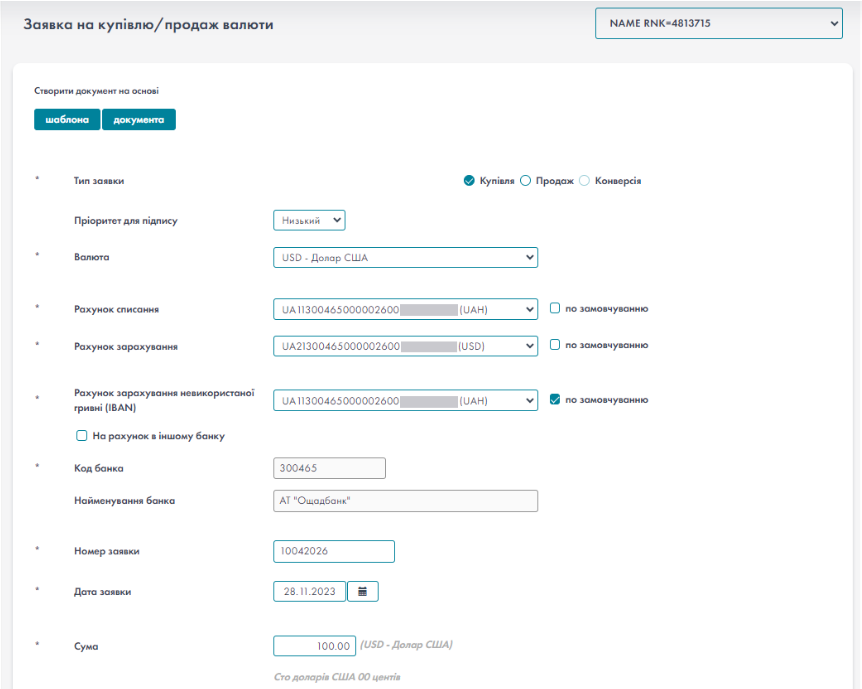 Заявка на купівлю/продаж валюти
NAME RNK=4813715
Створити документ на основі
шаблона документа
* Тип заявки Купівля Продаж Конверсія
Пріоритет для підпису Низький
* Валюта USD - Долар США
* Рахунок списання UA11300465000002600 (UAH) по замовчуванню
* Рахунок зарахування UA21300465000002600 (USD) по замовчуванню
* Рахунок зарахування невикористаної
гривні (IBAN) UA11300465000002600 (UAH) по замовчуванню
На рахунок в іншому банку
* Код банка 300465
Найменування банка АТ "Ощадбанк"
* Номер заявки 10042026
* Дата заявки 28.11.2023
* Сума 100.00 (USD - Долар США)
Сто доларів США 00 центів